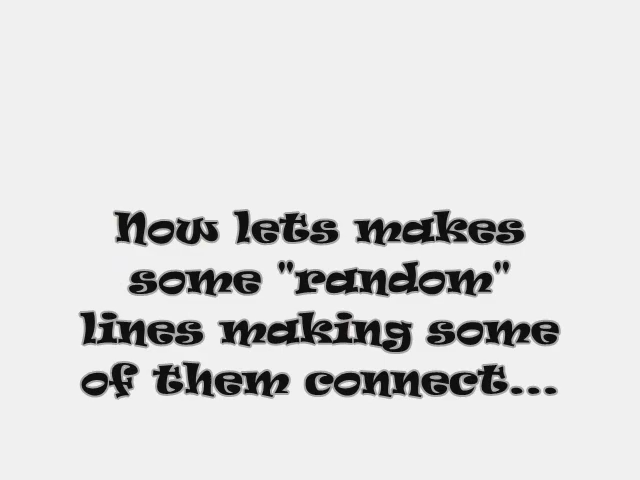 Now lets makes
some "random"
lines making some
of them connect...